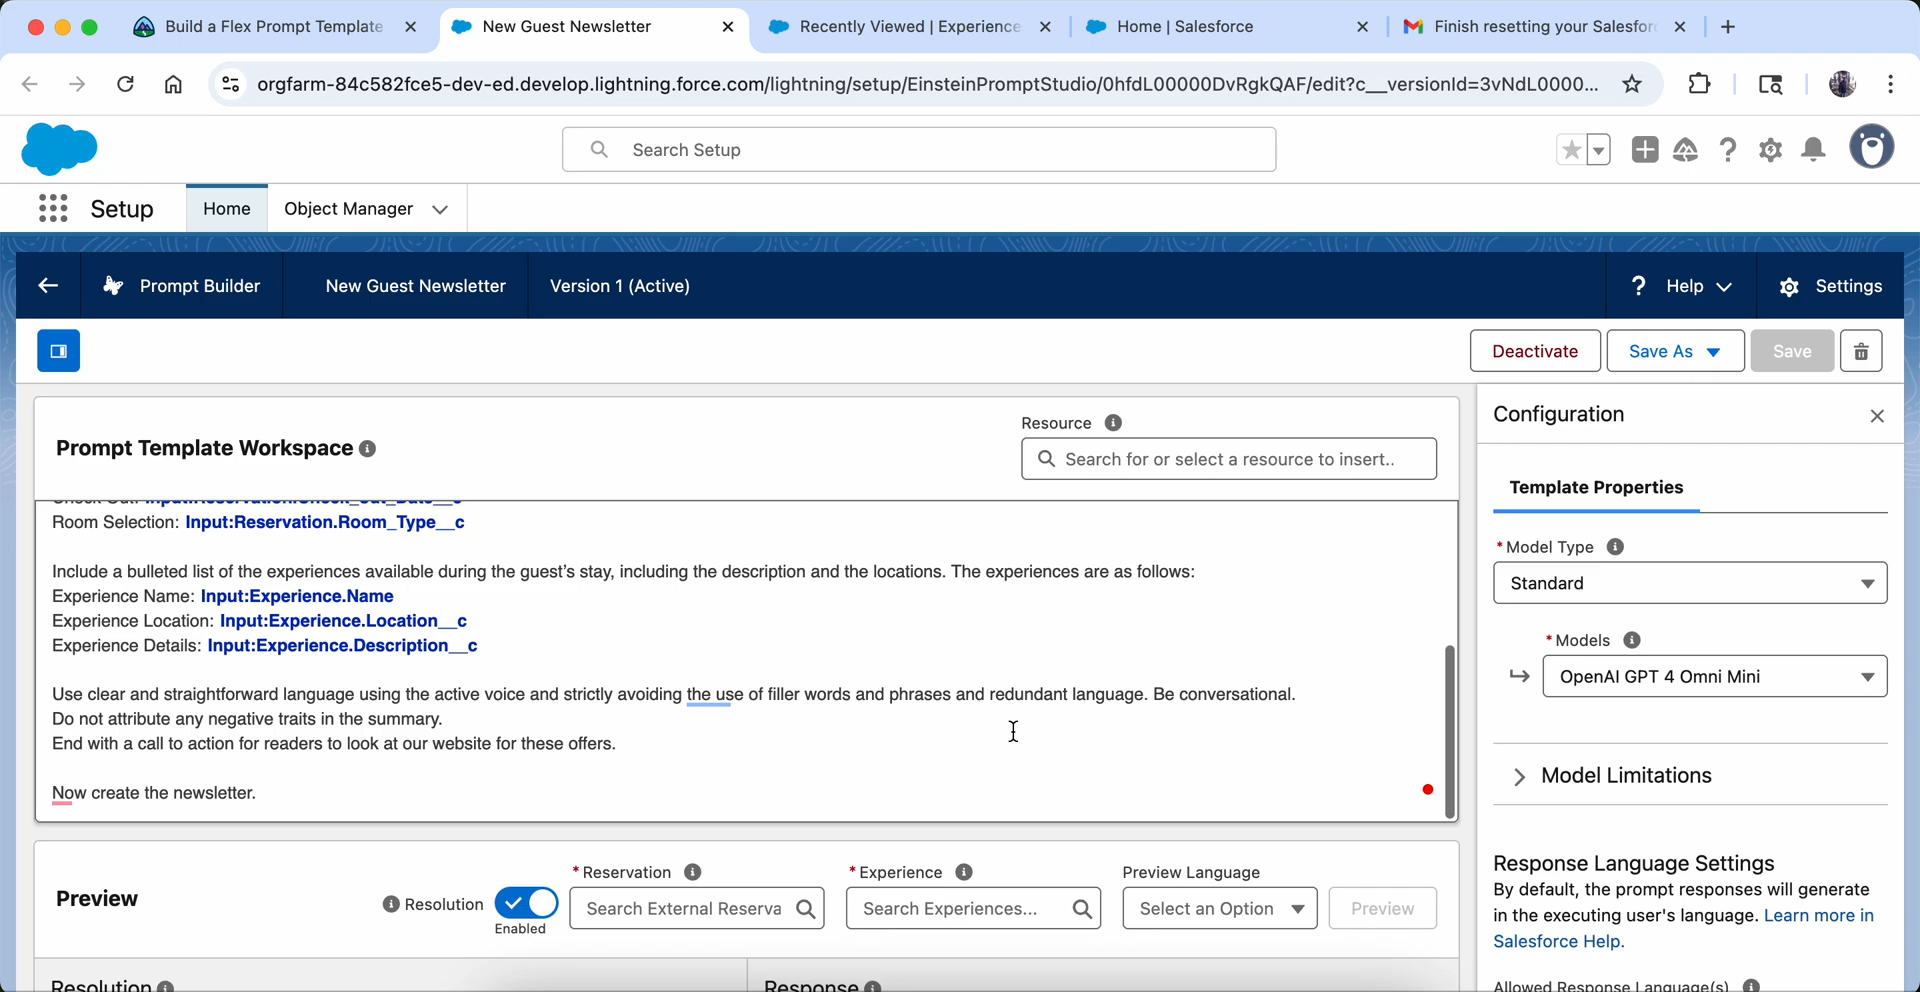 Build a Flex Prompt Template
New Guest Newsletter
Recently Viewed | Experience
Home | Salesforce
Finish resetting your Salesfor
orgfarm-84c582fce5-dev-ed.develop.lightning.force.com/lightning/setup/EinsteinPromptStudio/0hfdL00000DvRgkQAF/edit?c__versionId=3vNdL0000...
Search Setup
Setup
Home
Object Manager
Prompt Builder
New Guest Newsletter
Version 1 (Active)
? Help
Settings
Deactivate
Save As
Save
Prompt Template Workspace
Resource
Search for or select a resource to insert..
Check Out: Input:Reservation.Check_Out_Date__c
Room Selection: Input:Reservation.Room_Type__c
Include a bulleted list of the experiences available during the guest’s stay, including the description and the locations. The experiences are as follows:
Experience Name: Input:Experience.Name
Experience Location: Input:Experience.Location__c
Experience Details: Input:Experience.Description__c
Use clear and straightforward language using the active voice and strictly avoiding the use of filler words and phrases and redundant language. Be conversational.
Do not attribute any negative traits in the summary.
End with a call to action for readers to look at our website for these offers.
Now create the newsletter.
Configuration
Template Properties
*Model Type
Standard
*Models
OpenAI GPT 4 Omni Mini
Model Limitations
Response Language Settings
By default, the prompt responses will generate
in the executing user's language. Learn more in
Salesforce Help.
Allowed Response Language(s)
Preview
Resolution
Enabled
*Reservation
Search External Reserva
*Experience
Search Experiences...
Preview Language
Select an Option
Preview
Resolution
Response